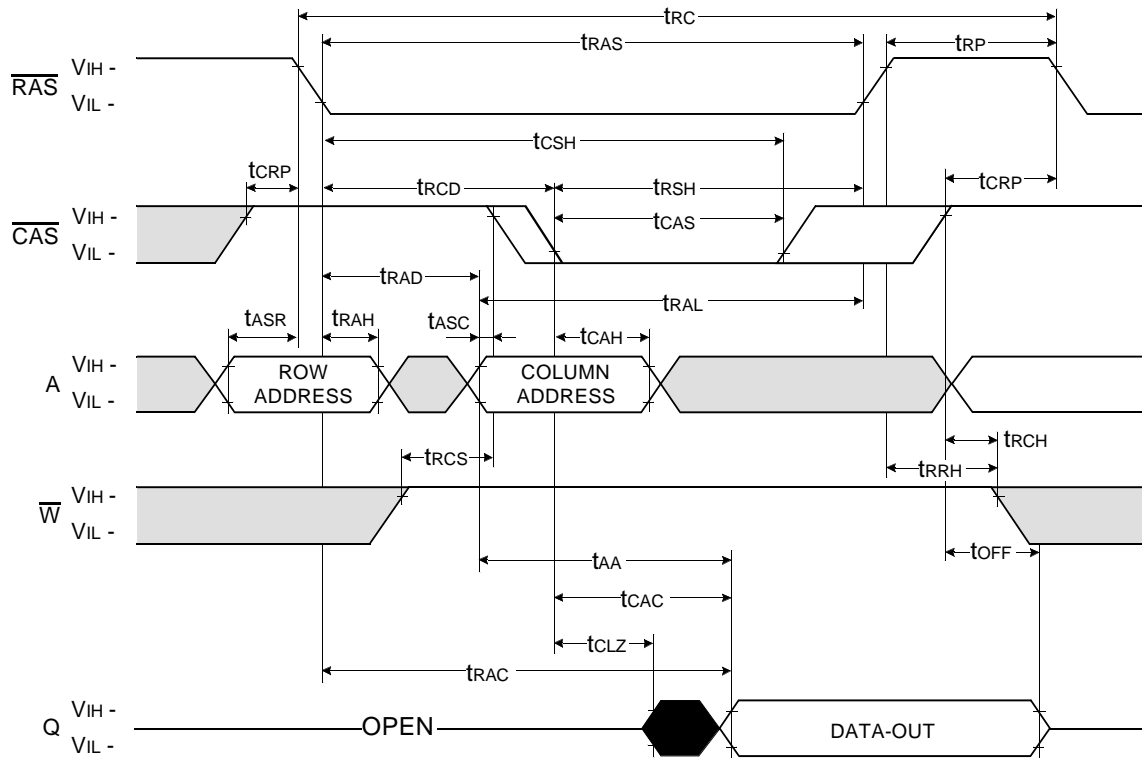 tRC
tRAS
tRP
RAS
VIH -
VIL -
tCSH
tCRP
tRCD
tRSH
tCRP
CAS
VIH -
VIL -
tCAS
tRAD
tRAL
tASR
tRAH
tASC
tCAH
A
VIH -
VIL -
ROW
ADDRESS
COLUMN
ADDRESS
tRCS
tRCH
tRRH
W
VIH -
VIL -
tAA
tOFF
tCAC
tCLZ
tRAC
Q
VIH -
VIL -
OPEN
DATA-OUT